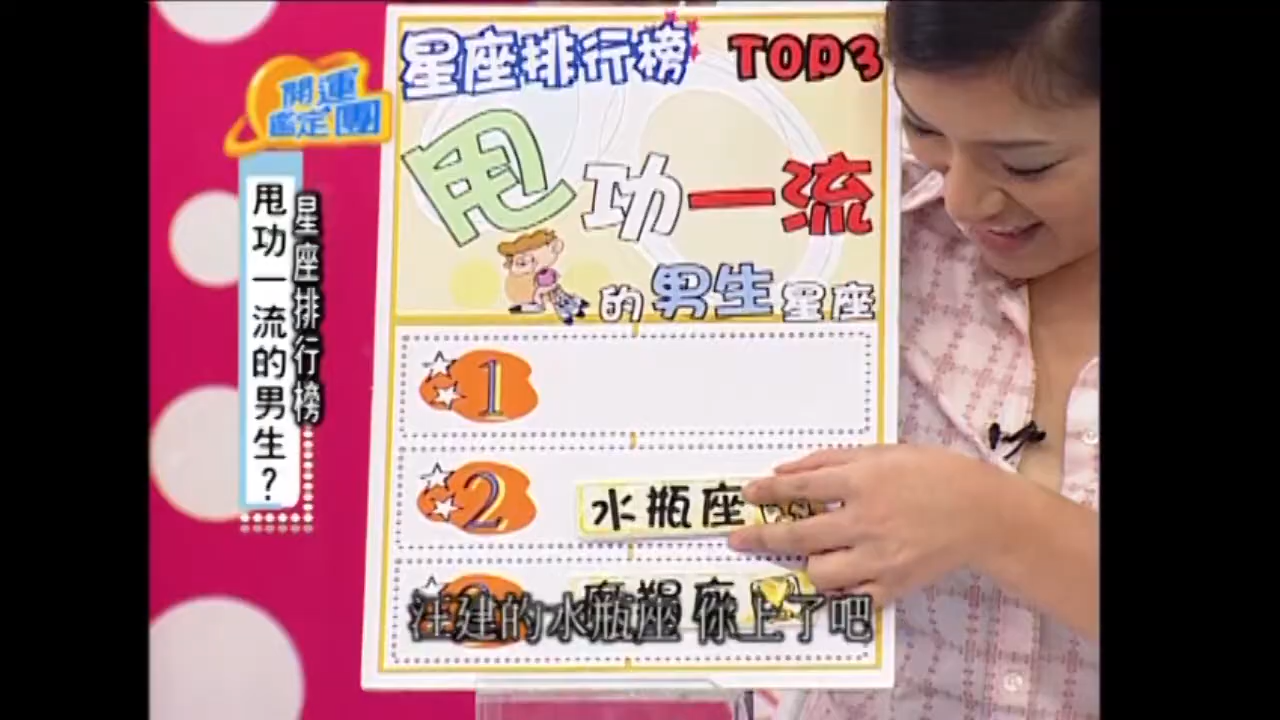 開運
鑑定團
星座排行榜
甩功一流的男生?
星座排行榜 TOP3
甩功一流
的男生星座
1
2 水瓶座
3 摩羯座
汪建的水瓶座 你上了吧